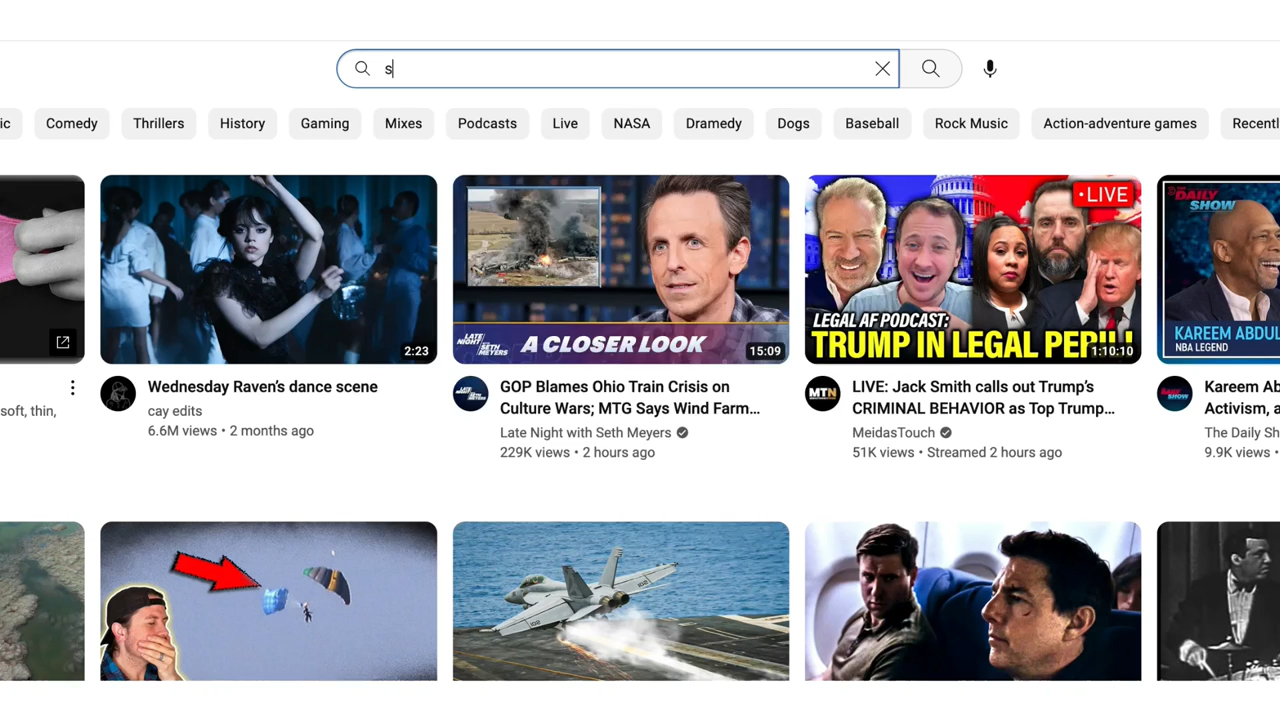 s
ic
Comedy
Thrillers
History
Gaming
Mixes
Podcasts
Live
NASA
Dramedy
Dogs
Baseball
Rock Music
Action-adventure games
Recentl
2:23
LATE NIGHT
SETH MEYERS
A CLOSER LOOK
15:09
• LIVE
LEGAL AF PODCAST:
TRUMP IN LEGAL PERIL!
1:10:10
THE DAILY
SHOW
KAREEM ABDUL
NBA LEGEND
soft, thin,
Wednesday Raven’s dance scene
cay edits
6.6M views • 2 months ago
GOP Blames Ohio Train Crisis on
Culture Wars; MTG Says Wind Farm...
Late Night with Seth Meyers
229K views • 2 hours ago
MTN
LIVE: Jack Smith calls out Trump’s
CRIMINAL BEHAVIOR as Top Trump...
MeidasTouch
51K views • Streamed 2 hours ago
Kareem Ab
Activism, a
The Daily Sh
9.9K views •